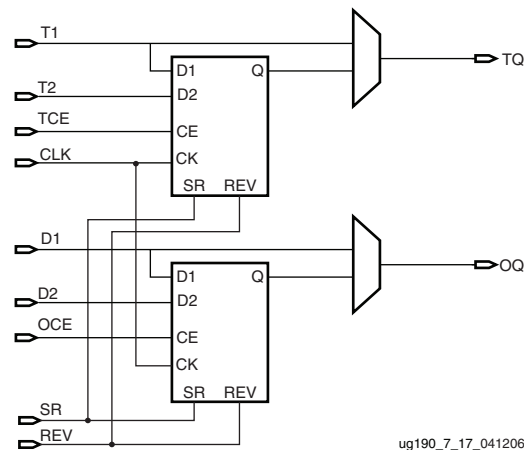 T1
TQ
D1
Q
T2
D2
TCE
CE
CLK
CK
SR REV
D1
D1
Q
OQ
D2
D2
OCE
CE
CK
SR REV
SR
REV
ug190_7_17_041206